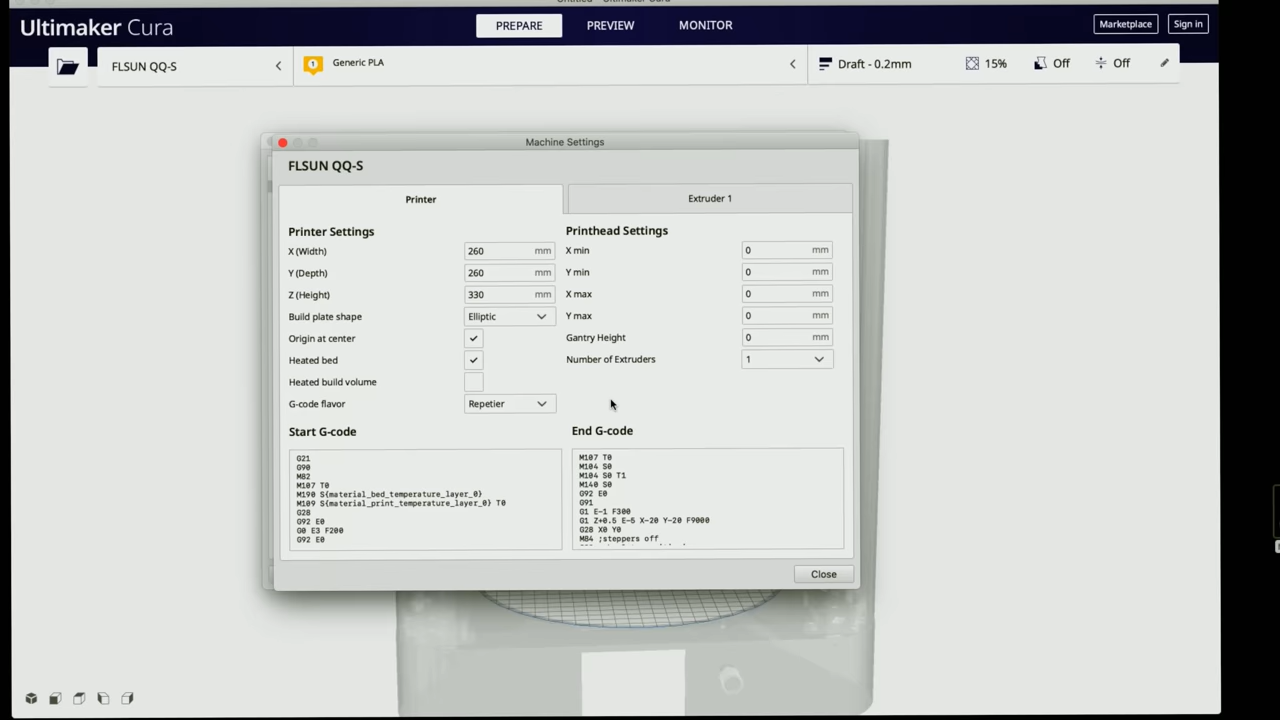 Ultimaker Cura
PREPARE
PREVIEW
MONITOR
Marketplace
Sign in
FLSUN QQ-S
1
Generic PLA
Draft - 0.2mm
15%
Off
Off
Machine Settings
FLSUN QQ-S
Printer
Extruder 1
Printer Settings
X (Width) 260 mm
Y (Depth) 260 mm
Z (Height) 330 mm
Build plate shape Elliptic
Origin at center
Heated bed
Heated build volume
G-code flavor Repetier
Printhead Settings
X min 0 mm
Y min 0 mm
X max 0 mm
Y max 0 mm
Gantry Height 0 mm
Number of Extruders 1
Start G-code
G21
G90
M82
M107 T0
M190 S{material_bed_temperature_layer_0}
M109 S{material_print_temperature_layer_0} T0
G28
G92 E0
G0 E3 F200
G92 E0
End G-code
M107 T0
M104 S0
M104 S0 T1
M140 S0
G92 E0
G91
G1 E-1 F300
G1 Z+0.5 E-5 X-20 Y-20 F9000
G28 X0 Y0
M84 ;steppers off
Close